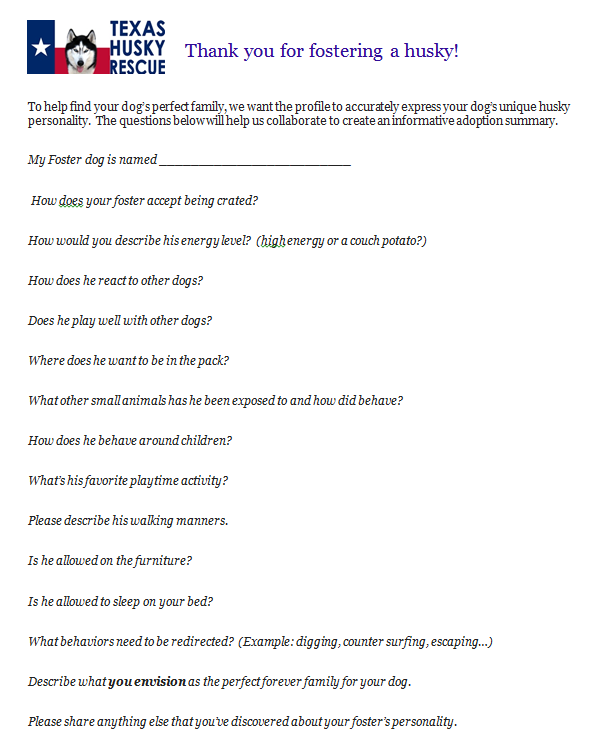 TEXAS
HUSKY
RESCUE
Thank you for fostering a husky!
To help find your dog's perfect family, we want the profile to accurately express your dog's unique husky
personality. The questions below will help us collaborate to create an informative adoption summary.
My Foster dog is named ___________________________
How does your foster accept being crated?
How would you describe his energy level? (high energy or a couch potato?)
How does he react to other dogs?
Does he play well with other dogs?
Where does he want to be in the pack?
What other small animals has he been exposed to and how did behave?
How does he behave around children?
What's his favorite playtime activity?
Please describe his walking manners.
Is he allowed on the furniture?
Is he allowed to sleep on your bed?
What behaviors need to be redirected? (Example: digging, counter surfing, escaping...)
Describe what you envision as the perfect forever family for your dog.
Please share anything else that you've discovered about your foster's personality.